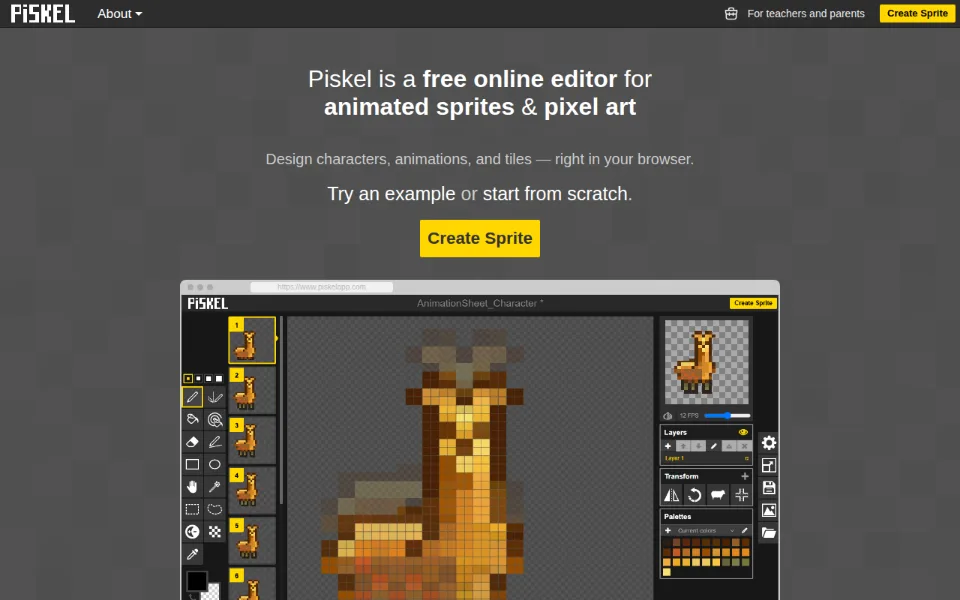 PiSKEL
About
For teachers and parents
Create Sprite
Piskel is a free online editor for
animated sprites & pixel art
Design characters, animations, and tiles — right in your browser.
Try an example or start from scratch.
Create Sprite
https://www.piskelapp.com
PiSKEL
AnimationSheet_Character *
Create Sprite
1
2
3
4
5
6
12 FPS
Layers
Layer 1
Transform
Palettes
Current colors